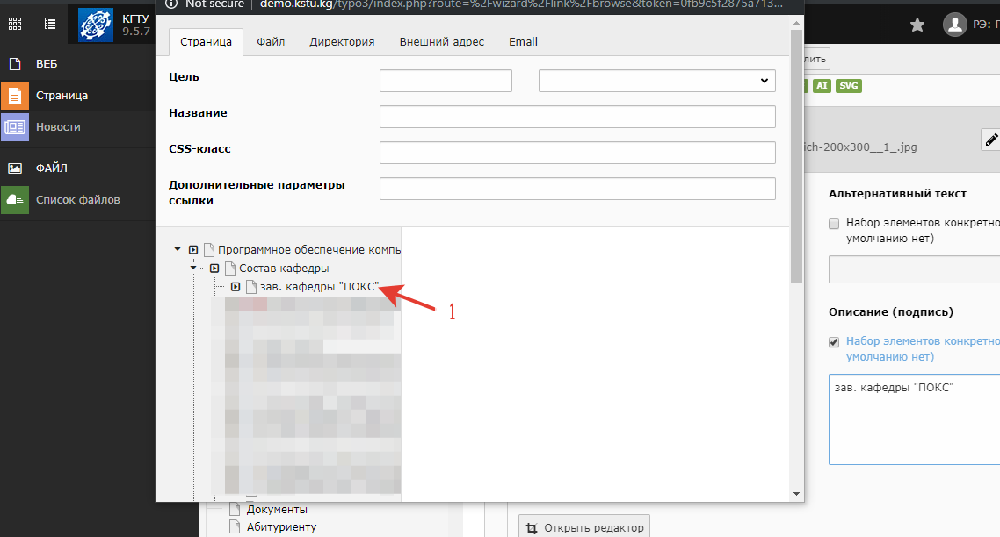 Not secure | demo.kstu.kg/typo3/index.php?route=%2Fwizard%2Flink%2Fbrowse&token=0fb9c5f2875a713...
КГТУ
9.5.7
РЭ: Г
ВЕБ
Страница
Новости
ФАЙЛ
Список файлов
Страница Файл Директория Внешний адрес Email
Цель
Название
CSS-класс
Дополнительные параметры
ссылки
Программное обеспечение компь
Состав кафедры
зав. кафедры "ПОКС"
1
Документы
Абитуриенту
лить
AI SVG
ich-200x300__1_.jpg
Альтернативный текст
Набор элементов конкретно
умолчанию нет)
Описание (подпись)
Набор элементов конкретно
умолчанию нет)
зав. кафедры "ПОКС"
Открыть редактор